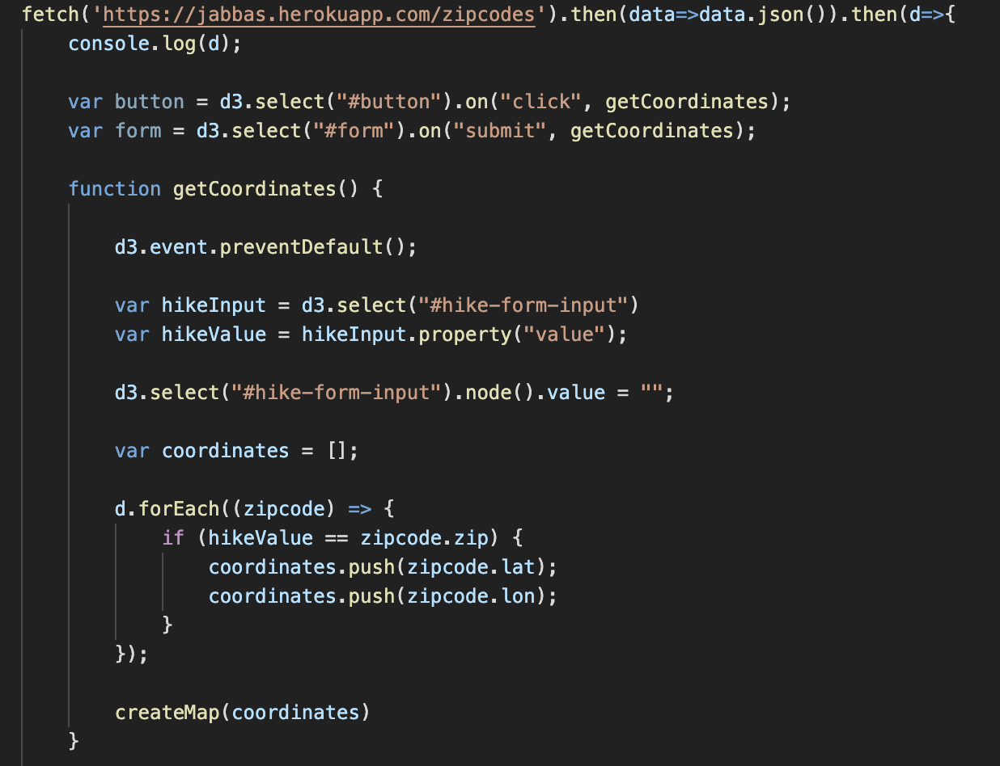 fetch('https://jabbas.herokuapp.com/zipcodes').then(data=>data.json()).then(d=>{
    console.log(d);

    var button = d3.select("#button").on("click", getCoordinates);
    var form = d3.select("#form").on("submit", getCoordinates);

    function getCoordinates() {

        d3.event.preventDefault();

        var hikeInput = d3.select("#hike-form-input")
        var hikeValue = hikeInput.property("value");

        d3.select("#hike-form-input").node().value = "";

        var coordinates = [];

        d.forEach((zipcode) => {
            if (hikeValue == zipcode.zip) {
                coordinates.push(zipcode.lat);
                coordinates.push(zipcode.lon);
            }
        });

        createMap(coordinates)
    }